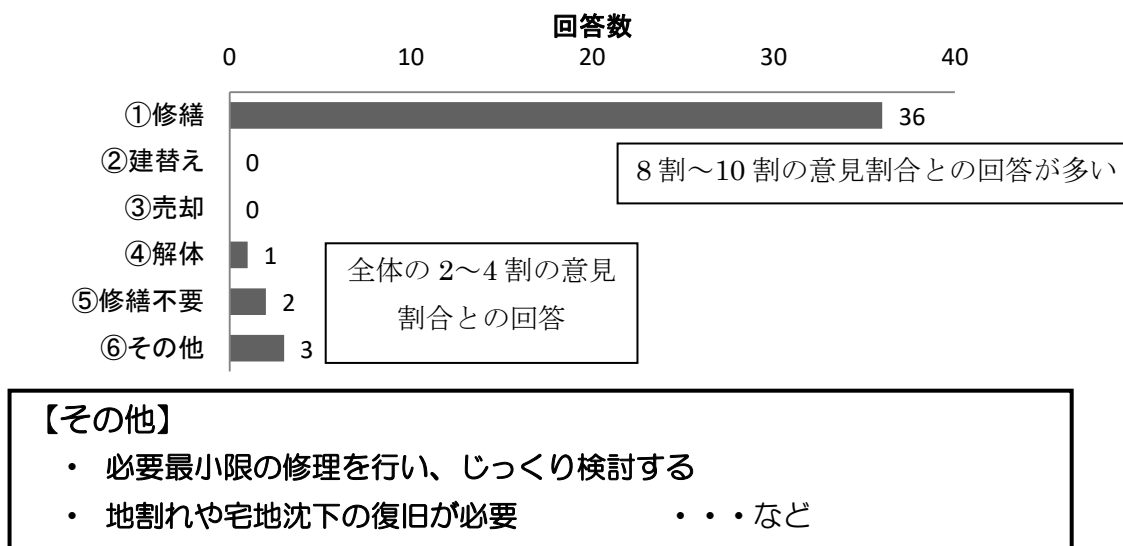 回答数
0 10 20 30 40
①修繕 36
②建替え 0
8割～10割の意見割合との回答が多い
③売却 0
④解体 1
全体の2～4割の意見
割合との回答
⑤修繕不要 2
⑥その他 3
【その他】
・ 必要最小限の修理を行い、じっくり検討する
・ 地割れや宅地沈下の復旧が必要 ・・・など